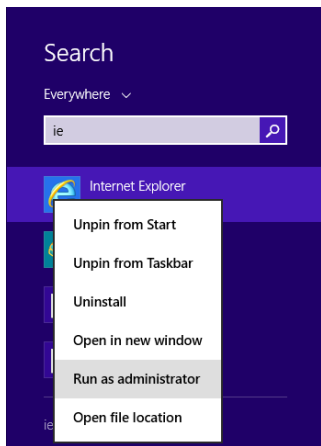 Search
Everywhere
ie
Internet Explorer
Unpin from Start
Unpin from Taskbar
Uninstall
Open in new window
Run as administrator
Open file location
ie